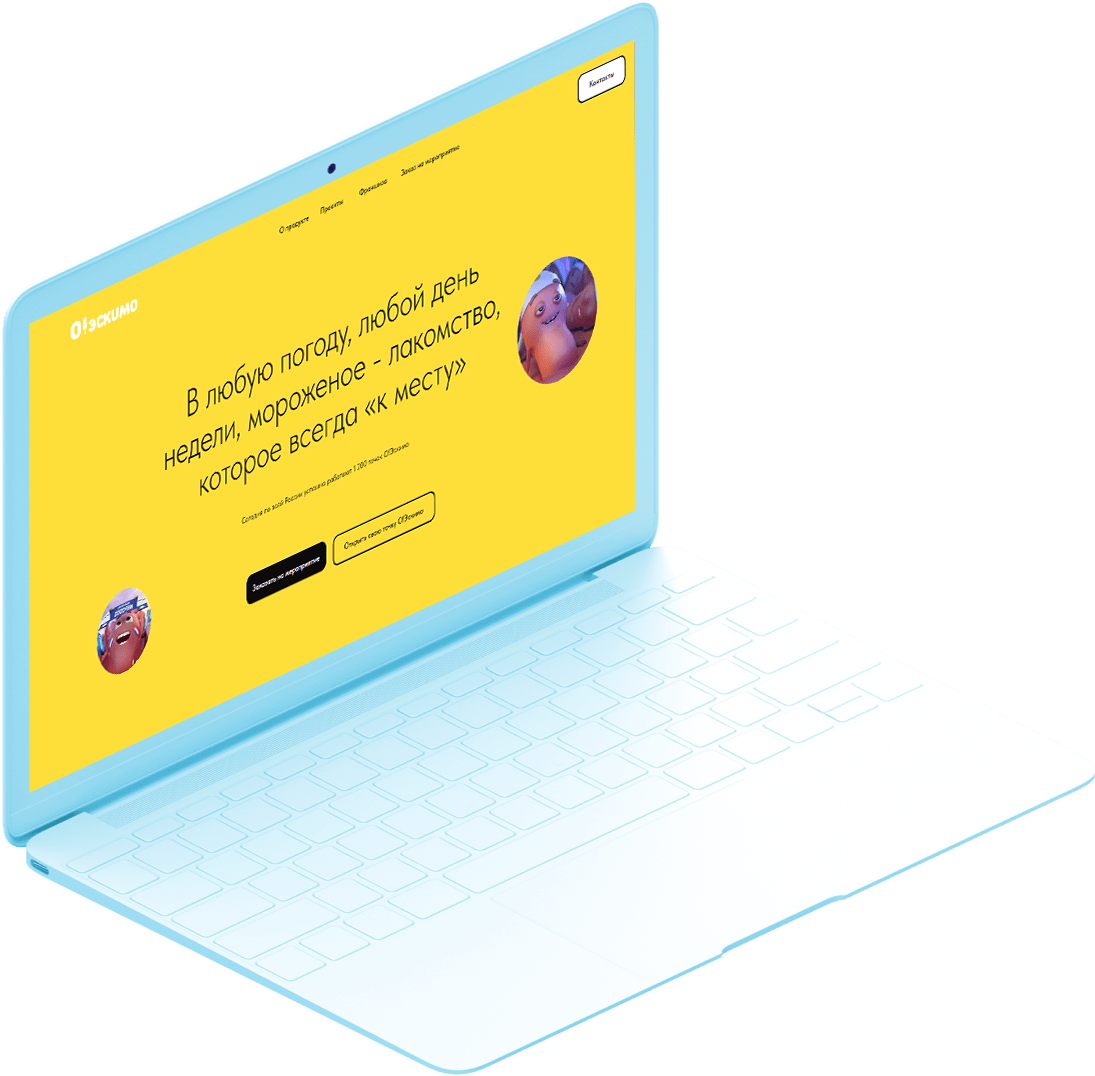 Контакты
О продукте
Проекты
Франшиза
Заказ на мероприятие
О!эскимо
В любую погоду, любой день
недели, мороженое - лакомство,
которое всегда «к месту»
Сегодня по всей России успешно работают 1 200 точек О!Эскимо
Заказать на мероприятие
Открыть свою точку О!Эскимо